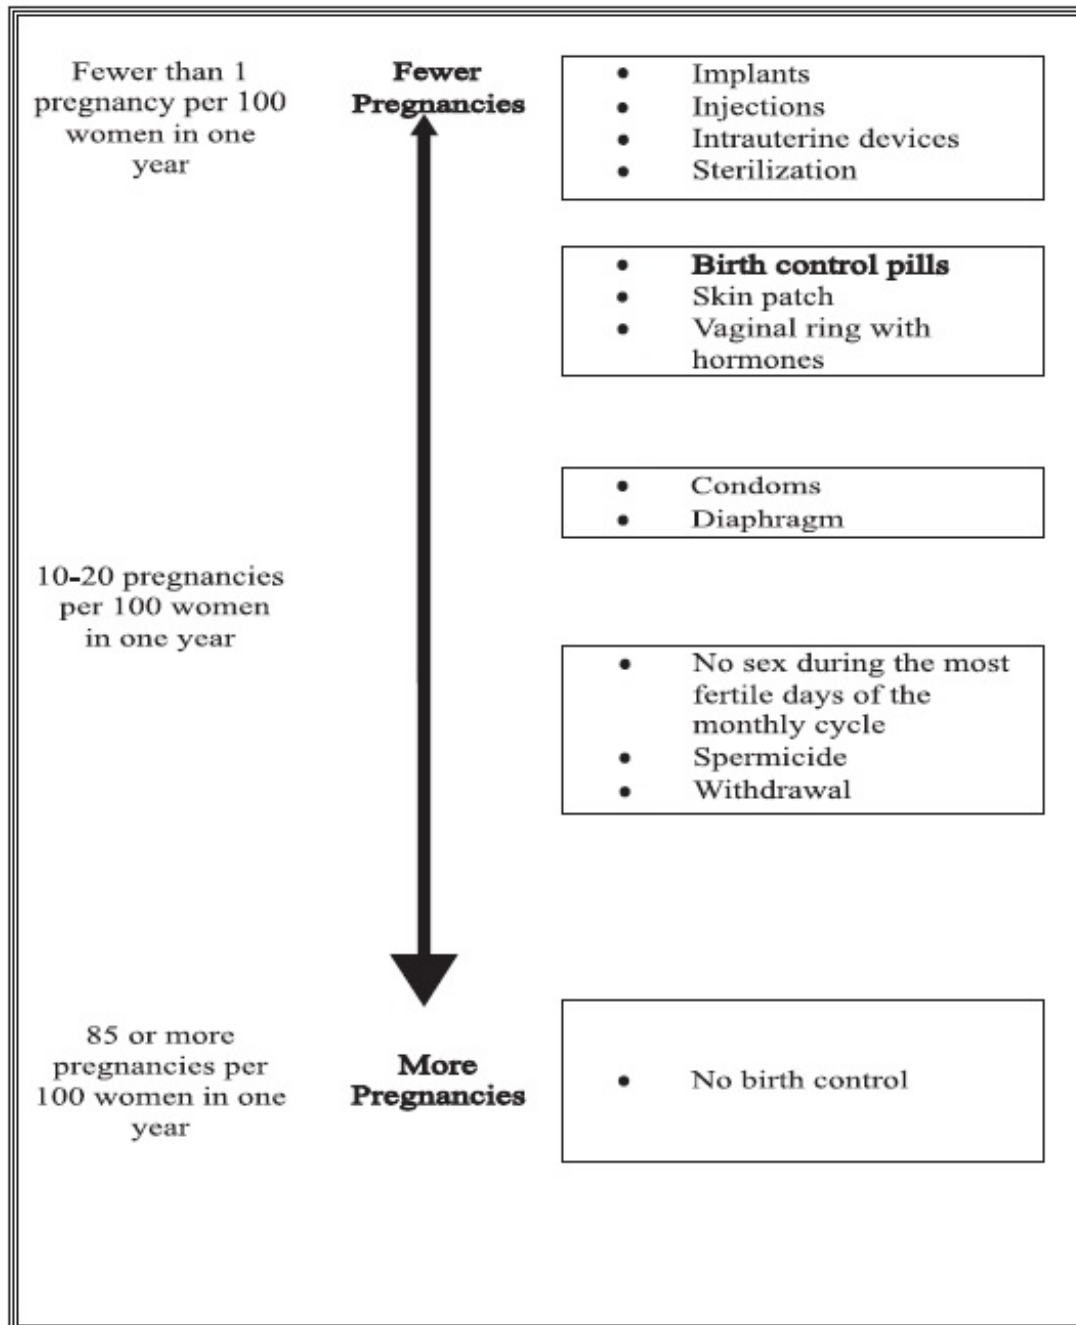 Fewer than 1
pregnancy per 100
women in one
year
Fewer
Pregnancies
• Implants
• Injections
• Intrauterine devices
• Sterilization
• Birth control pills
• Skin patch
• Vaginal ring with
hormones
• Condoms
• Diaphragm
10-20 pregnancies
per 100 women
in one year
• No sex during the most
fertile days of the
monthly cycle
• Spermicide
• Withdrawal
85 or more
pregnancies per
100 women in one
year
More
Pregnancies
• No birth control